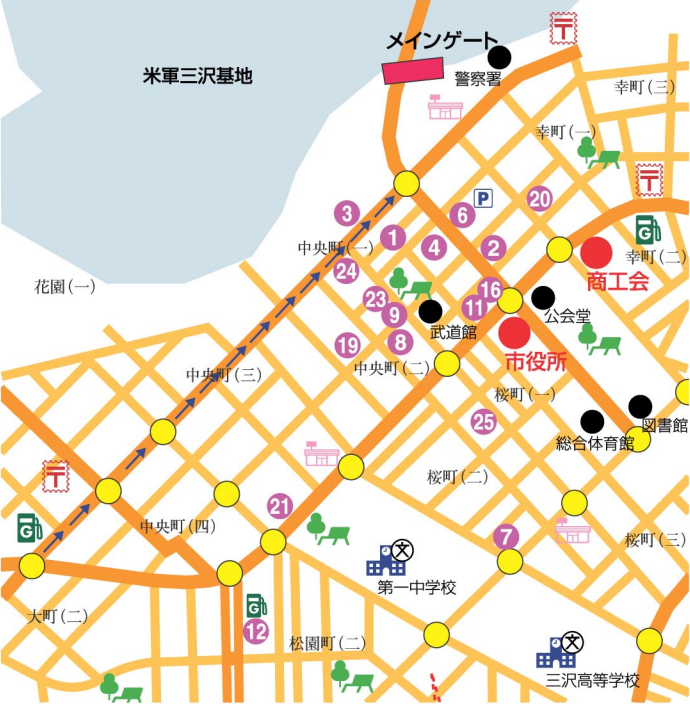 メインゲート
〒
米軍三沢基地
警察署
幸町(三)
幸町(一)
〒
P
20
3
6
G
1
4
2
中央町(一)
幸町(二)
商工会
24
花園(一)
23
16
11
公会堂
9
武道館
19
8
市役所
中央町(二)
中央町(三)
桜町(一)
25
図書館
総合体育館
〒
桜町(二)
21
G
中央町(四)
7
桜町(三)
文
第一中学校
G
大町(二)
12
松園町(二)
文
三沢高等学校